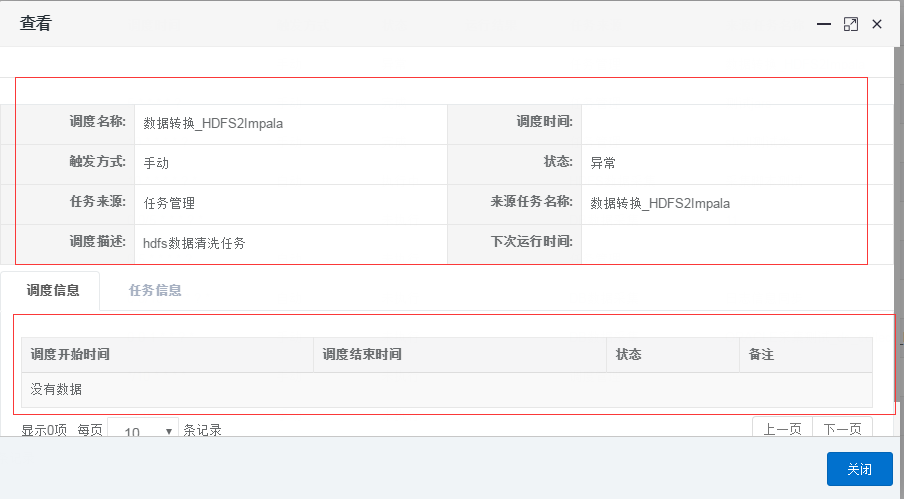 查看
调度名称: 数据转换_HDFS2Impala 调度时间:
触发方式: 手动 状态: 异常
任务来源: 任务管理 来源任务名称: 数据转换_HDFS2Impala
调度描述: hdfs数据清洗任务 下次运行时间:
调度信息 任务信息
调度开始时间 调度结束时间 状态 备注
没有数据
显示0项 每页 10 条记录 上一页 下一页
关闭